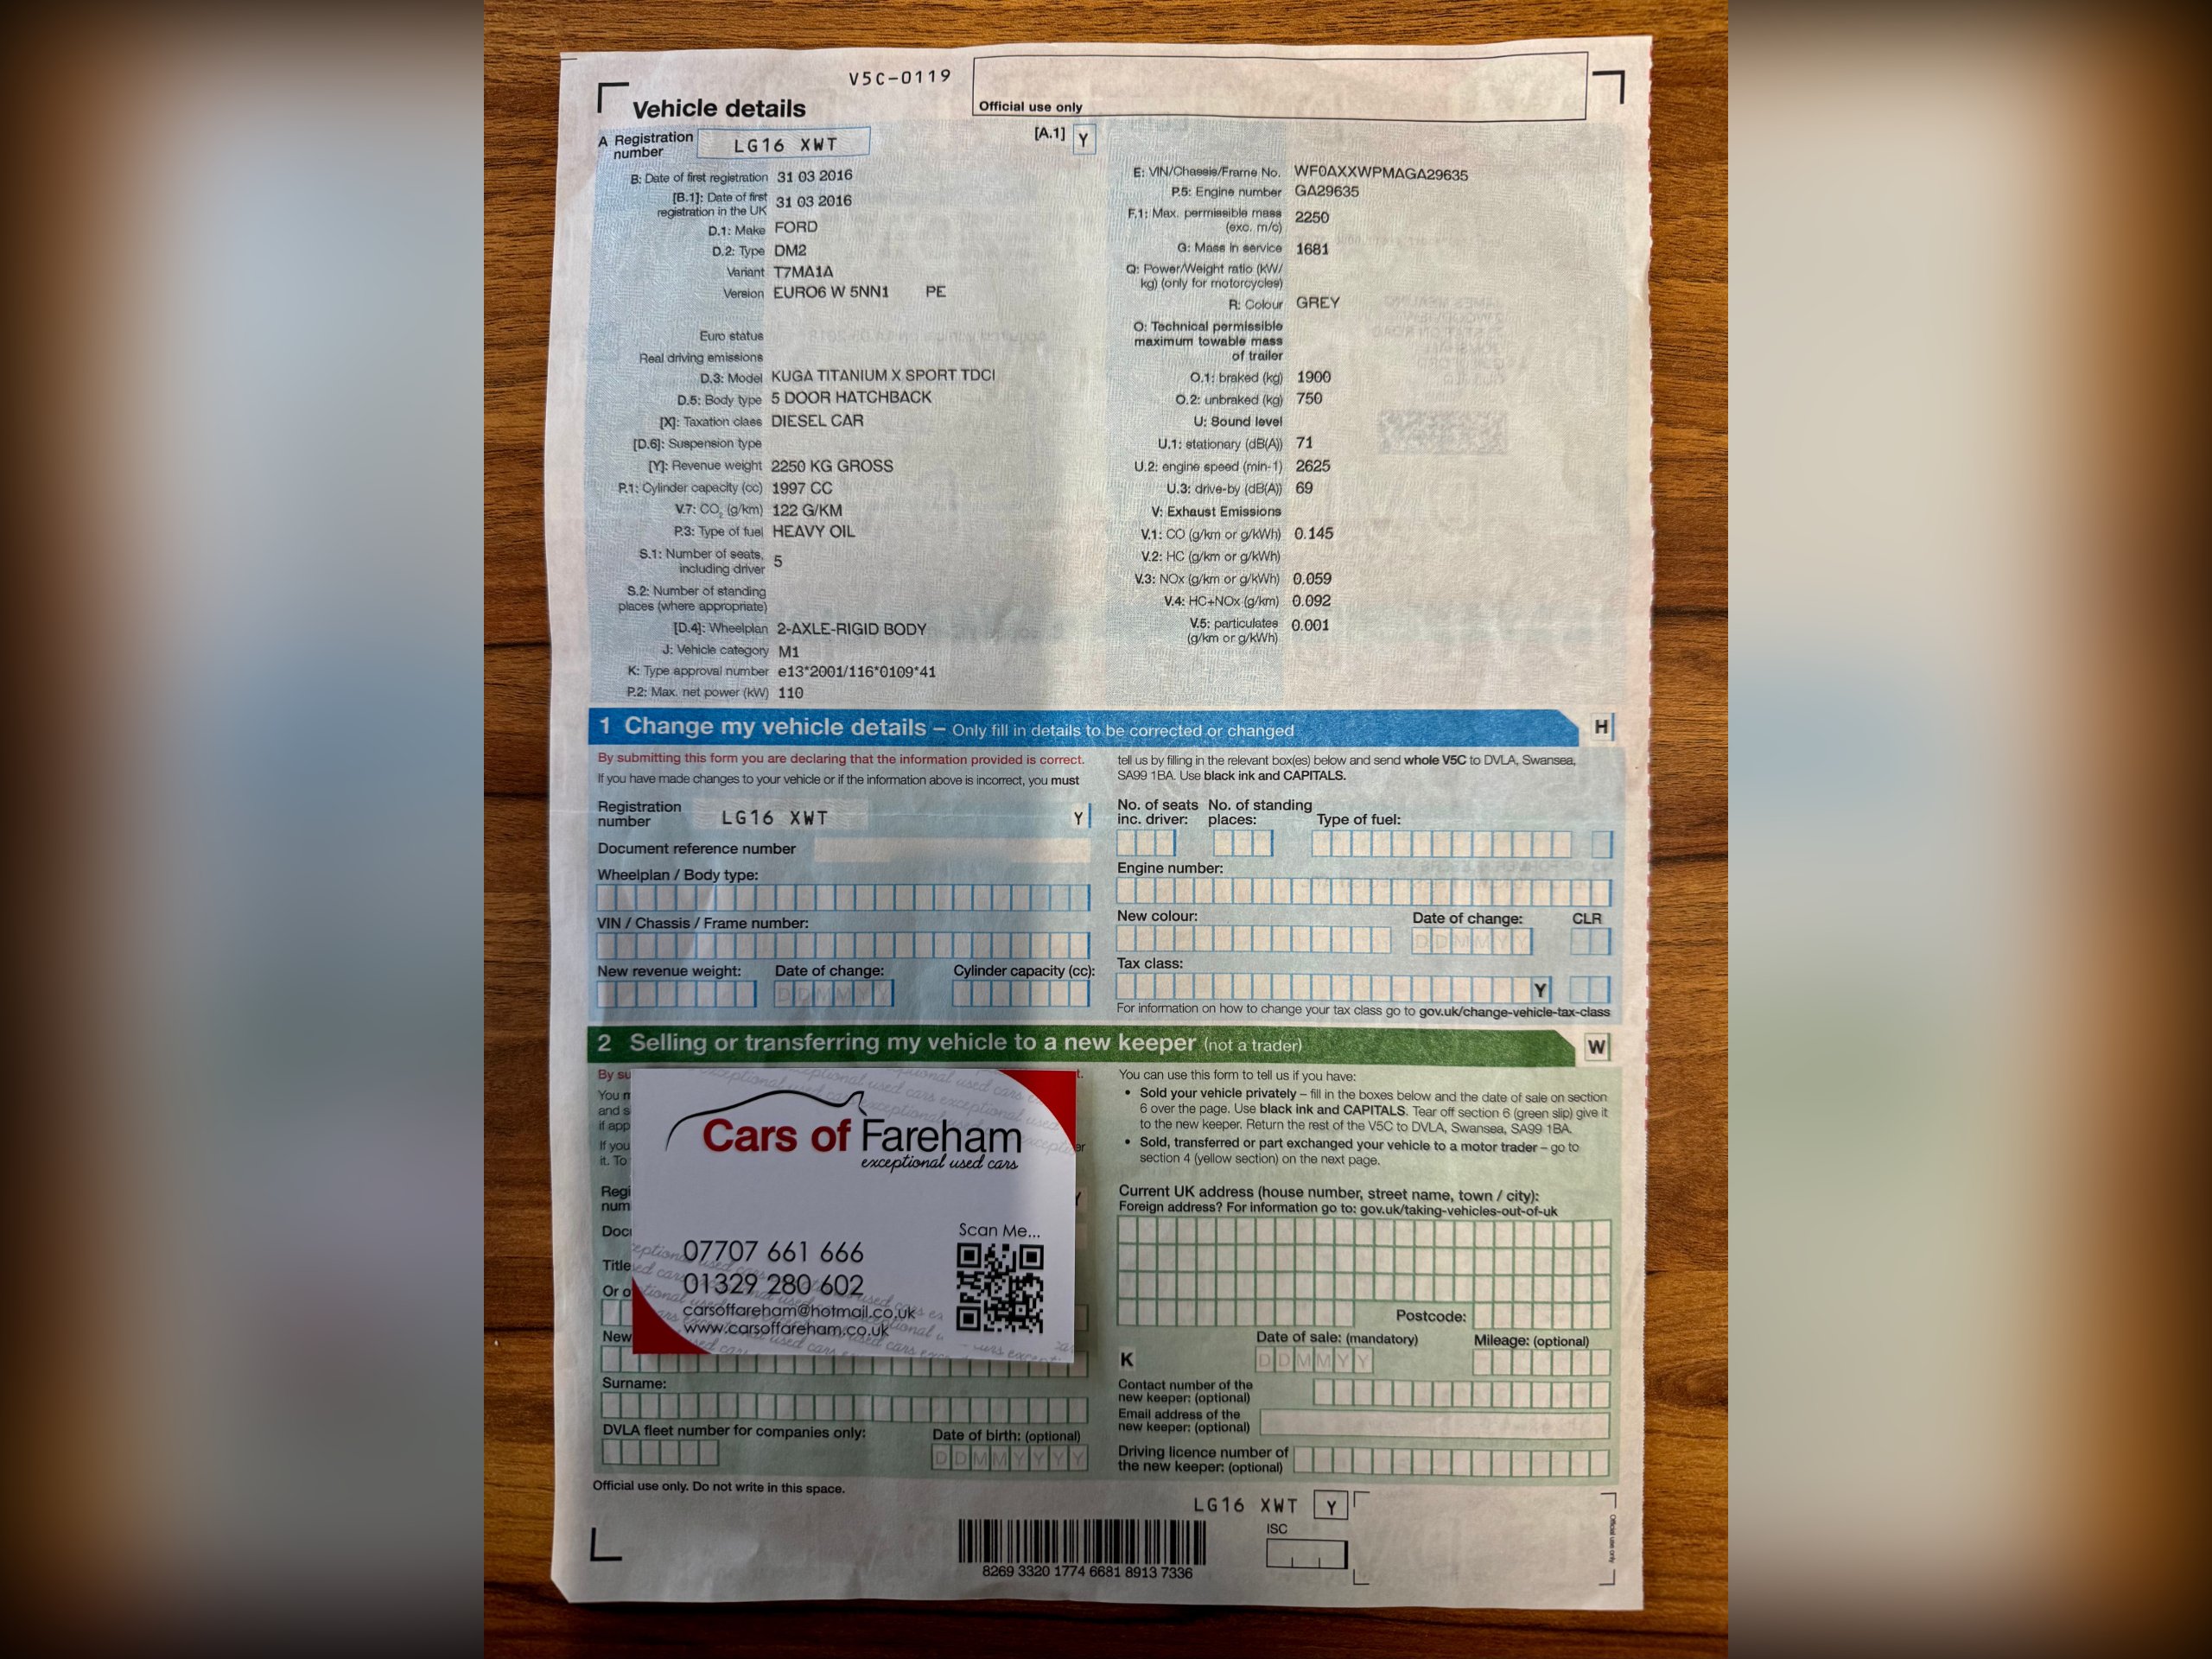 V5C-0119
Vehicle details
Official use only
A Registration number LG16 XWT
[A.1] Y
B: Date of first registration 31 03 2016
[B.1]: Date of first registration in the UK 31 03 2016
D.1: Make FORD
D.2: Type DM2
Variant T7MA1A
Version EURO6 W 5NN1 PE
Euro status
Real driving emissions
D.3: Model KUGA TITANIUM X SPORT TDCI
D.5: Body type 5 DOOR HATCHBACK
[X]: Taxation class DIESEL CAR
[D.6]: Suspension type
[Y]: Revenue weight 2250 KG GROSS
P.1: Cylinder capacity (cc) 1997 CC
V.7: CO2 (g/km) 122 G/KM
P.3: Type of fuel HEAVY OIL
S.1: Number of seats, including driver 5
S.2: Number of standing places (where appropriate)
[D.4]: Wheelplan 2-AXLE-RIGID BODY
J: Vehicle category M1
K: Type approval number e13*2001/116*0109*41
P.2: Max. net power (kW) 110
E: VIN/Chassis/Frame No. WF0AXXWPMAGA29635
P.5: Engine number GA29635
F.1: Max. permissible mass (exc. m/c) 2250
G: Mass in service 1681
Q: Power/Weight ratio (kW/kg) (only for motorcycles)
R: Colour GREY
O: Technical permissible maximum towable mass of trailer
O.1: braked (kg) 1900
O.2: unbraked (kg) 750
U: Sound level
U.1: stationary (dB(A)) 71
U.2: engine speed (min-1) 2625
U.3: drive-by (dB(A)) 69
V: Exhaust Emissions
V.1: CO (g/km or g/kWh) 0.145
V.2: HC (g/km or g/kWh)
V.3: NOx (g/km or g/kWh) 0.059
V.4: HC+NOx (g/km) 0.092
V.5: particulates (g/km or g/kWh) 0.001
1 Change my vehicle details – Only fill in details to be corrected or changed
H
By submitting this form you are declaring that the information provided is correct.
If you have made changes to your vehicle or if the information above is incorrect, you must
tell us by filling in the relevant box(es) below and send whole V5C to DVLA, Swansea,
SA99 1BA. Use black ink and CAPITALS.
Registration number LG16 XWT Y
Document reference number
Wheelplan / Body type:
VIN / Chassis / Frame number:
New revenue weight: Date of change: Cylinder capacity (cc):
DDMMYY
No. of seats inc. driver: No. of standing places: Type of fuel:
Engine number:
New colour: Date of change: CLR
DDMMYY
Tax class:
Y
For information on how to change your tax class go to gov.uk/change-vehicle-tax-class
2 Selling or transferring my vehicle to a new keeper (not a trader)
W
By su
You m
and s
if app
If you
it. To
Regi
num
Doc
Title
Or o
New
Cars of Fareham
exceptional used cars
Scan Me...
07707 661 666
01329 280 602
carsoffareham@hotmail.co.uk
www.carsoffareham.co.uk
Surname:
DVLA fleet number for companies only: Date of birth: (optional)
DDMMYYYY
You can use this form to tell us if you have:
• Sold your vehicle privately – fill in the boxes below and the date of sale on section
6 over the page. Use black ink and CAPITALS. Tear off section 6 (green slip) give it
to the new keeper. Return the rest of the V5C to DVLA, Swansea, SA99 1BA.
• Sold, transferred or part exchanged your vehicle to a motor trader – go to
section 4 (yellow section) on the next page.
Current UK address (house number, street name, town / city):
Foreign address? For information go to: gov.uk/taking-vehicles-out-of-uk
Postcode:
Date of sale: (mandatory) Mileage: (optional)
K DDMMYY
Contact number of the new keeper: (optional)
Email address of the new keeper: (optional)
Driving licence number of the new keeper: (optional)
Official use only. Do not write in this space.
LG16 XWT Y
ISC
8269 3320 1774 6681 8913 7336
Official use only